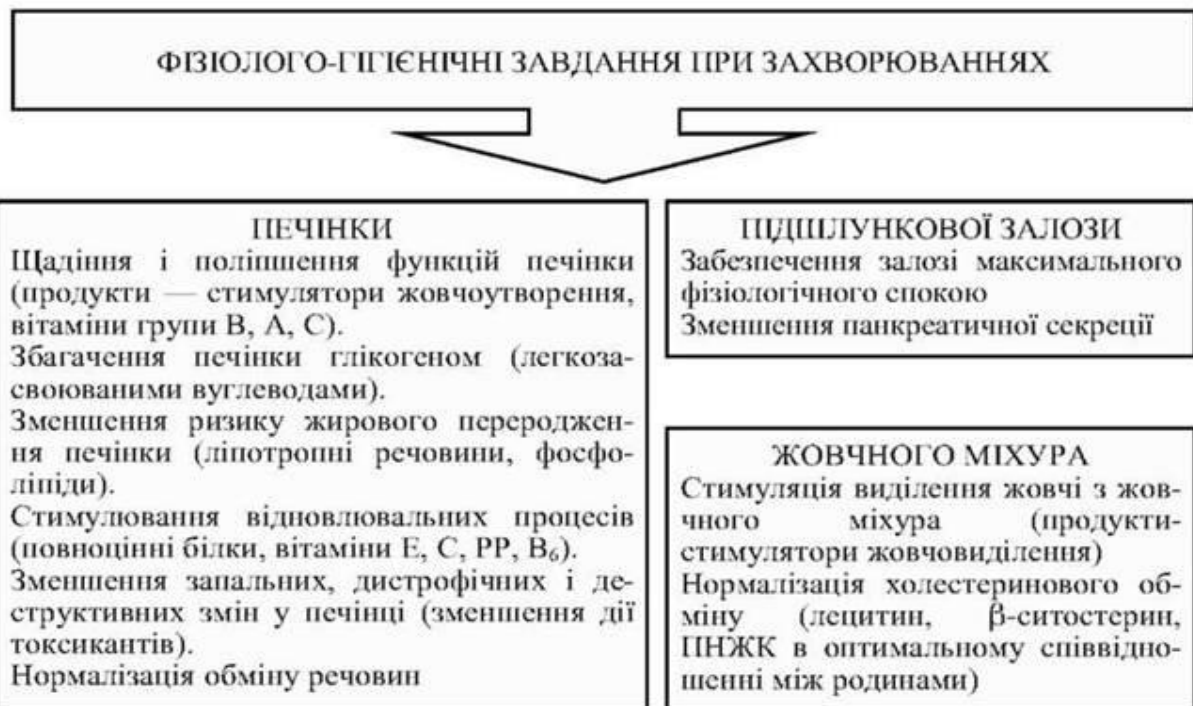 ФІЗІОЛОГО-ГІГІЄНІЧНІ ЗАВДАННЯ ПРИ ЗАХВОРЮВАННЯХ
ПЕЧІНКИ
Щадіння і поліпшення функцій печінки
(продукти — стимулятори жовчоутворення,
вітаміни групи В, А, С).
Збагачення печінки глікогеном (легкоза-
своюваними вуглеводами).
Зменшення ризику жирового перероджен-
ня печінки (ліпотропні речовини, фосфо-
ліпіди).
Стимулювання відновлювальних процесів
(повноцінні білки, вітаміни Е, С, РР, В₆).
Зменшення запальних, дистрофічних і де-
структивних змін у печінці (зменшення дії
токсикантів).
Нормалізація обміну речовин
ПІДШЛУНКОВОЇ ЗАЛОЗИ
Забезпечення залозі максимального
фізіологічного спокою
Зменшення панкреатичної секреції
ЖОВЧНОГО МІХУРА
Стимуляція виділення жовчі з жов-
чного міхура (продукти-
стимулятори жовчовиділення)
Нормалізація холестеринового об-
міну (лецитин, β-ситостерин,
ПНЖК в оптимальному співвідно-
шенні між родинами)